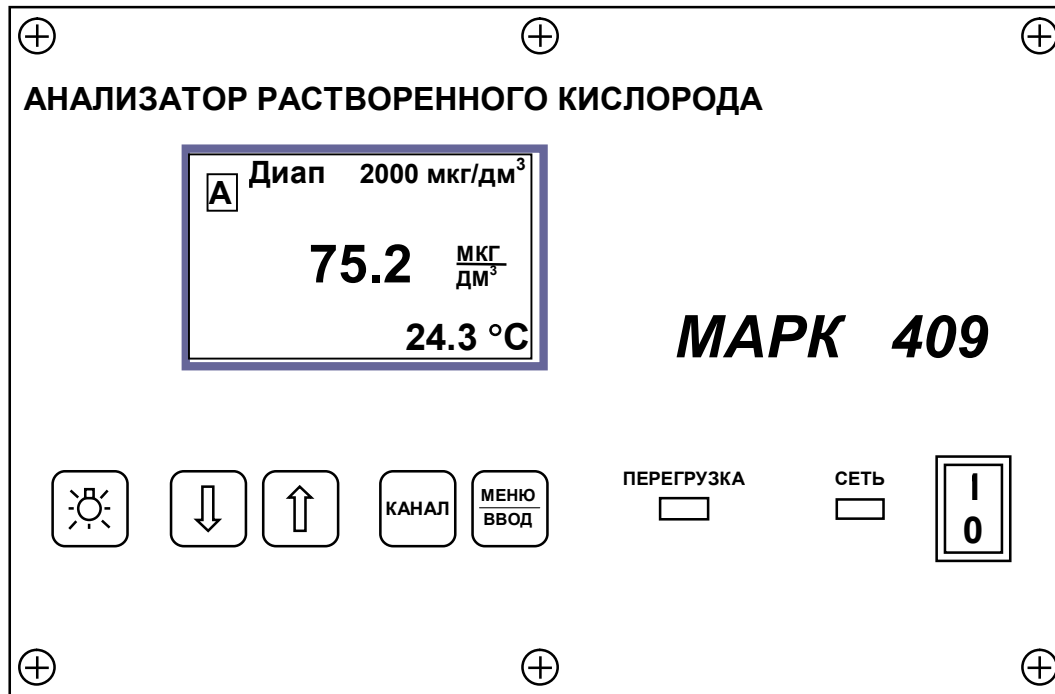 АНАЛИЗАТОР РАСТВОРЕННОГО КИСЛОРОДА
А Диап 2000 мкг/дм³
75.2 МКГ/ДМ³
24.3 °С
МАРК 409
КАНАЛ
МЕНЮ
ВВОД
ПЕРЕГРУЗКА
СЕТЬ
I
0